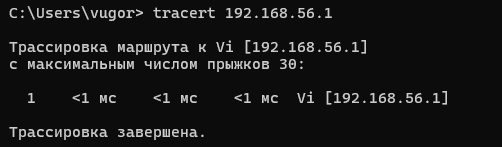 C:\Users\vugor> tracert 192.168.56.1
Трассировка маршрута к Vi [192.168.56.1]
с максимальным числом прыжков 30:
1 <1 мс <1 мс <1 мс Vi [192.168.56.1]
Трассировка завершена.